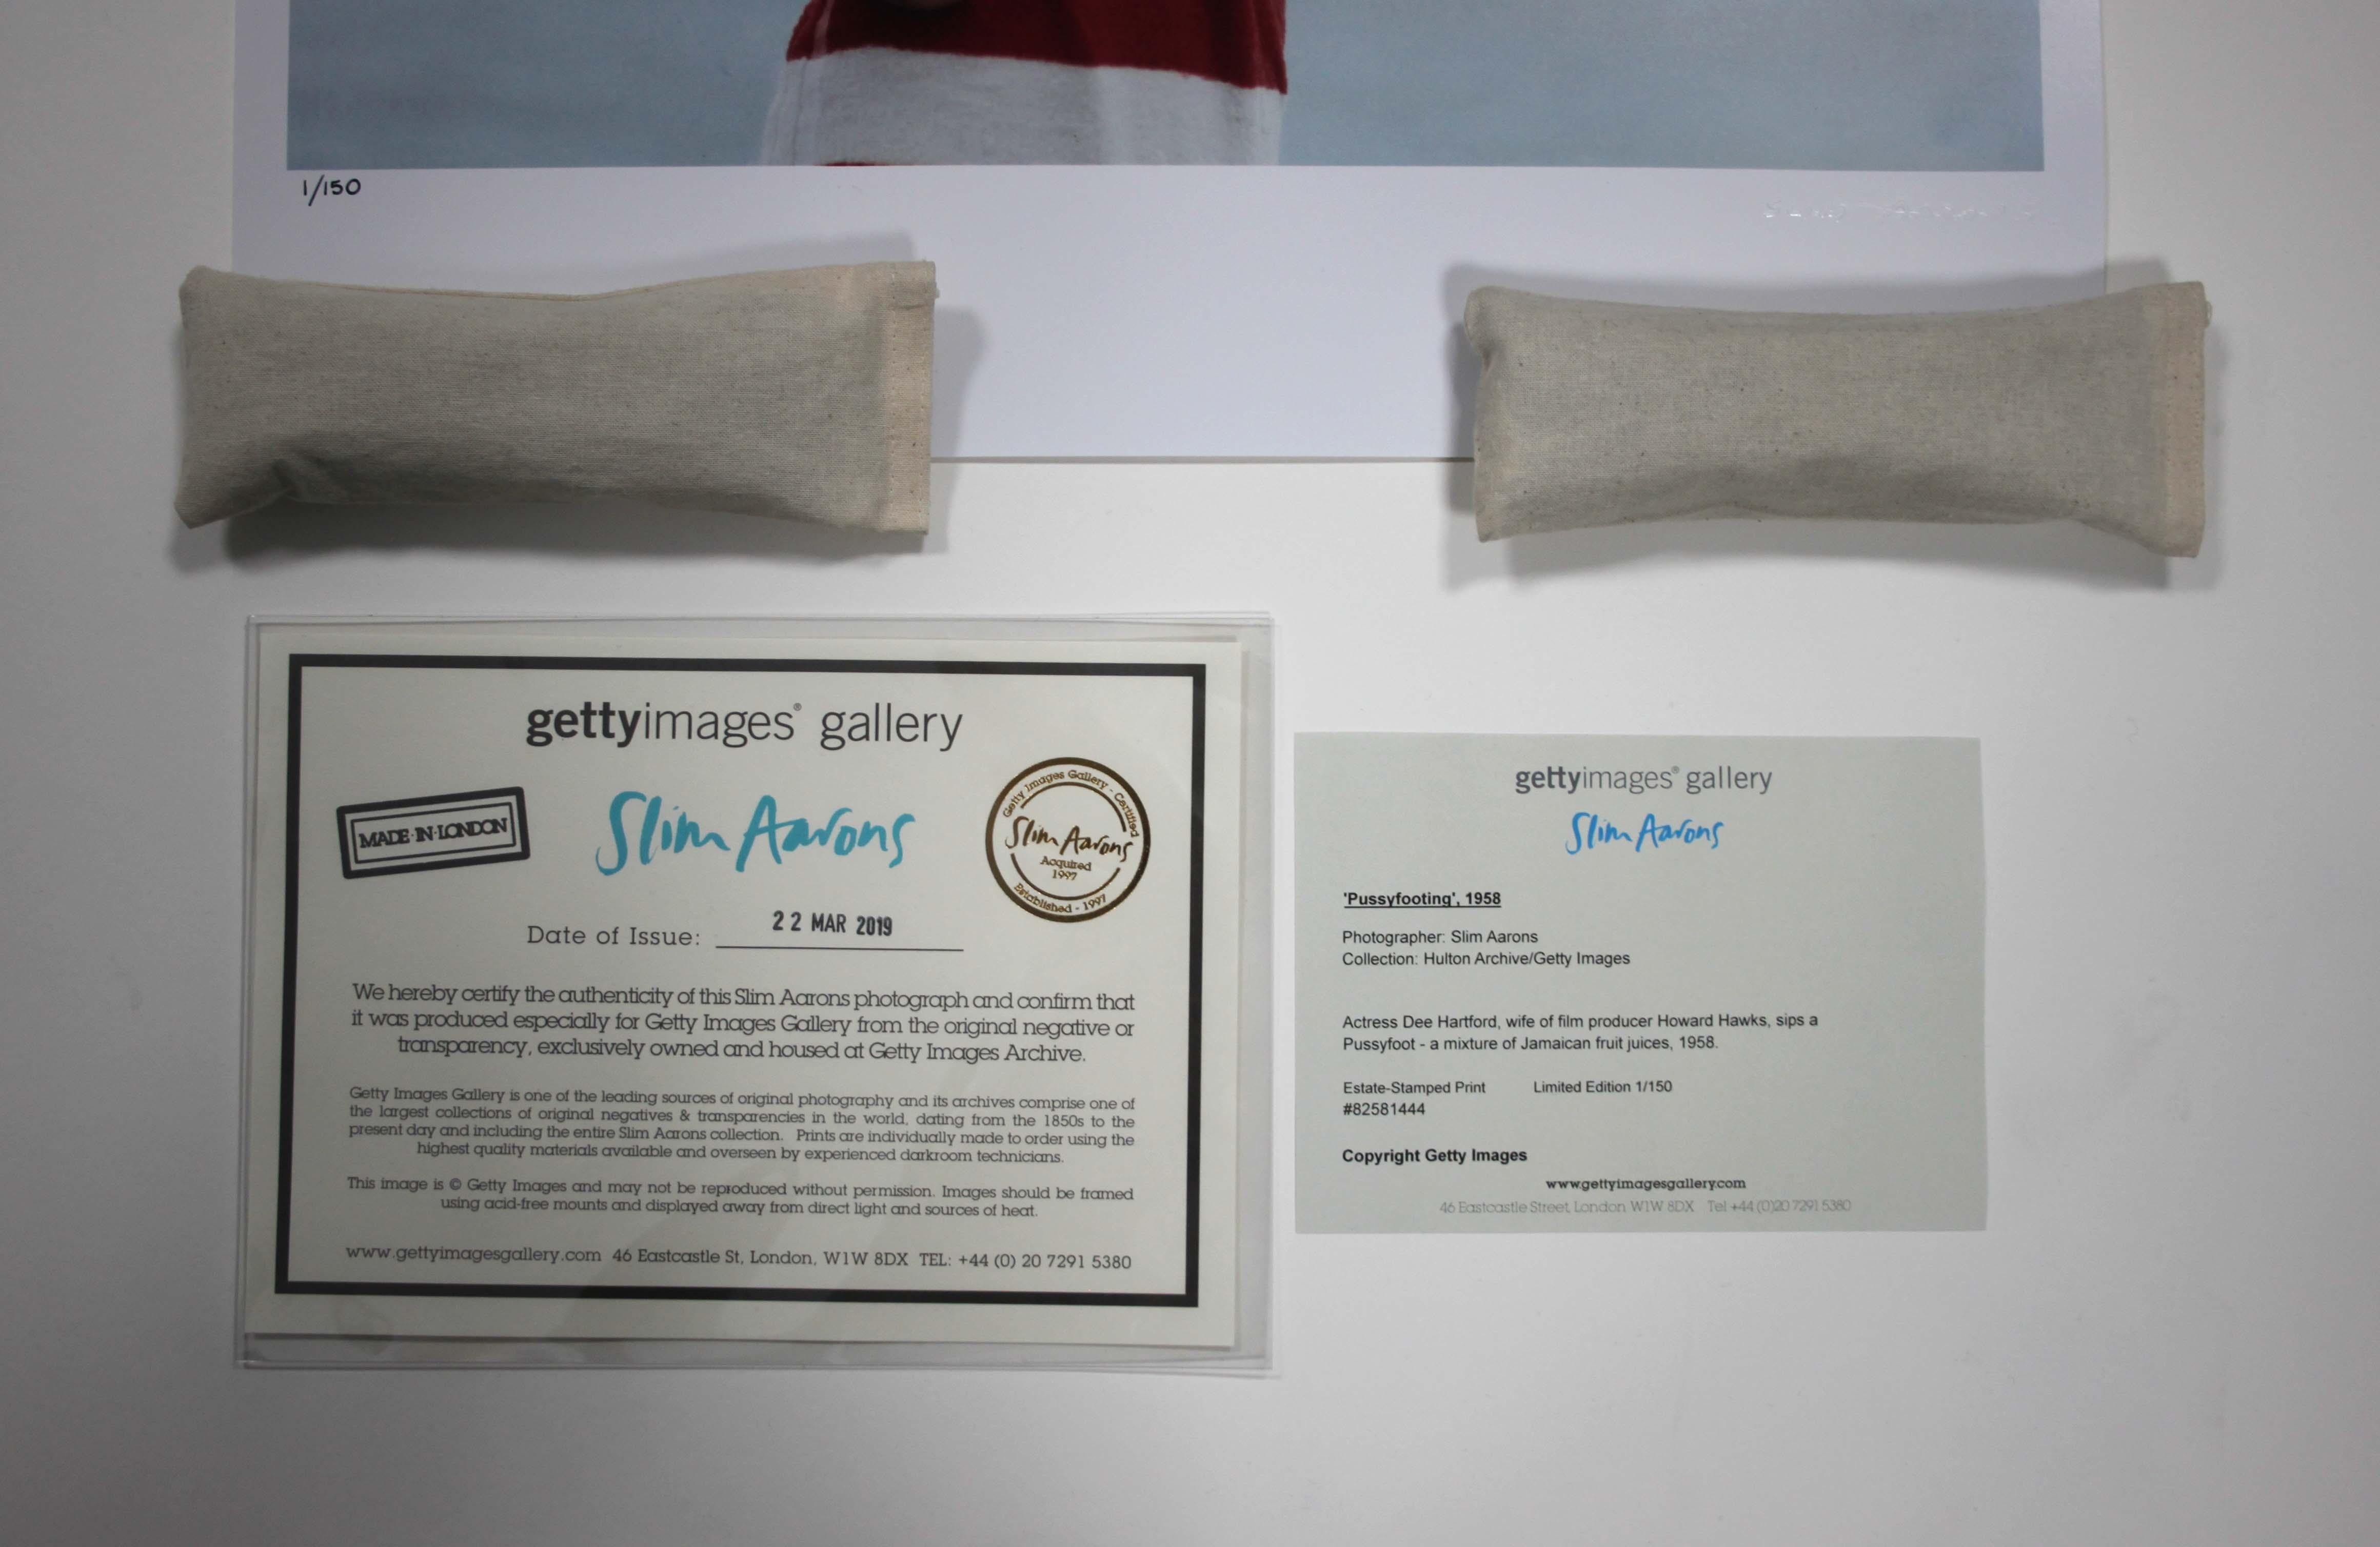 1/150
gettyimages® gallery
MADE·IN·LONDON
Slim Aarons
Getty Images Gallery - Certified
Slim Aarons
Acquired
1997
Established - 1997
Date of Issue: 22 MAR 2019
We hereby certify the authenticity of this Slim Aarons photograph and confirm that
it was produced especially for Getty Images Gallery from the original negative or
transparency, exclusively owned and housed at Getty Images Archive.
Getty Images Gallery is one of the leading sources of original photography and its archives comprise one of
the largest collections of original negatives & transparencies in the world, dating from the 1850s to the
present day and including the entire Slim Aarons collection. Prints are individually made to order using the
highest quality materials available and overseen by experienced darkroom technicians.
This image is © Getty Images and may not be reproduced without permission. Images should be framed
using acid-free mounts and displayed away from direct light and sources of heat.
www.gettyimagesgallery.com 46 Eastcastle St, London, W1W 8DX TEL: +44 (0) 20 7291 5380
gettyimages® gallery
Slim Aarons
'Pussyfooting', 1958
Photographer: Slim Aarons
Collection: Hulton Archive/Getty Images
Actress Dee Hartford, wife of film producer Howard Hawks, sips a
Pussyfoot - a mixture of Jamaican fruit juices, 1958.
Estate-Stamped Print Limited Edition 1/150
#82581444
Copyright Getty Images
www.gettyimagesgallery.com
46 Eastcastle Street, London W1W 8DX Tel +44 (0)20 7291 5380